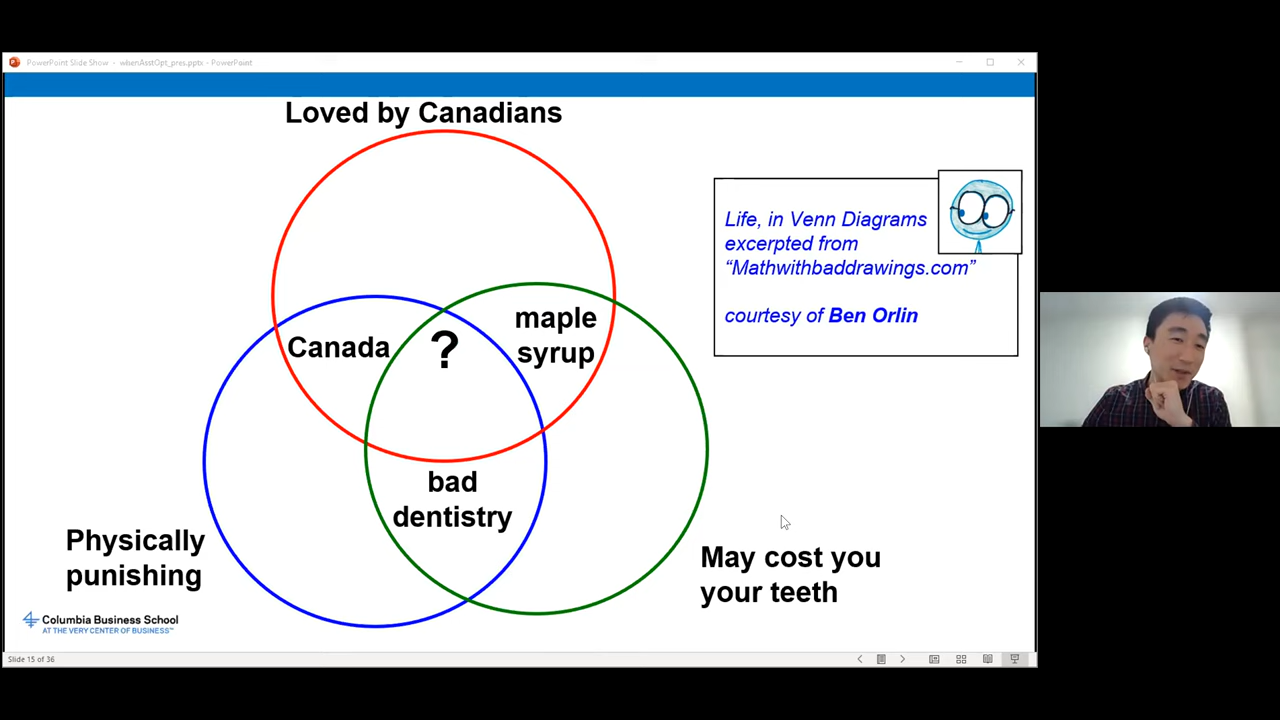 PowerPoint Slide Show - wisenAsstOpt_pres.pptx - PowerPoint
Loved by Canadians
Life, in Venn Diagrams
excerpted from
“Mathwithbaddrawings.com”
courtesy of Ben Orlin
Canada
?
maple
syrup
bad
dentistry
Physically
punishing
May cost you
your teeth
Columbia Business School
AT THE VERY CENTER OF BUSINESS™
Slide 15 of 36